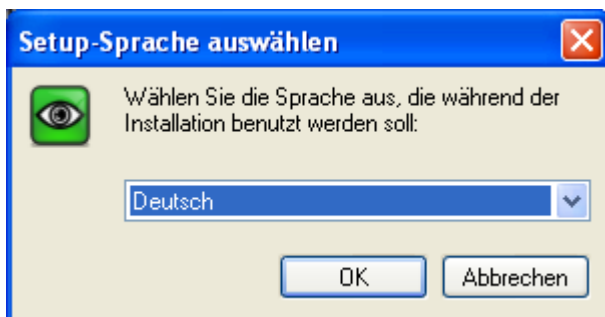 Setup-Sprache auswählen
Wählen Sie die Sprache aus, die während der
Installation benutzt werden soll:
Deutsch
OK
Abbrechen